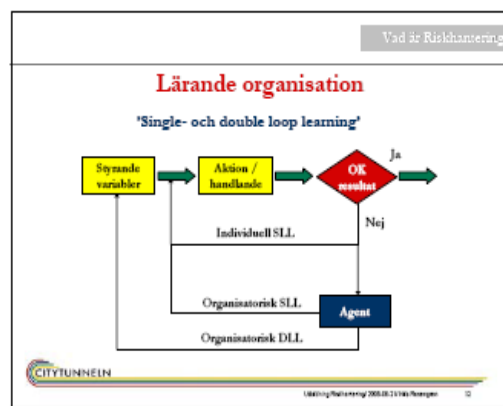 Vad är Riskhantering
Lärande organisation
'Single- och double loop learning'
Styrande
variabler
Aktion /
handlande
OK
resultat
Ja
Nej
Individuell SLL
Organisatorisk SLL
Agent
Organisatorisk DLL
CITYTUNNELN